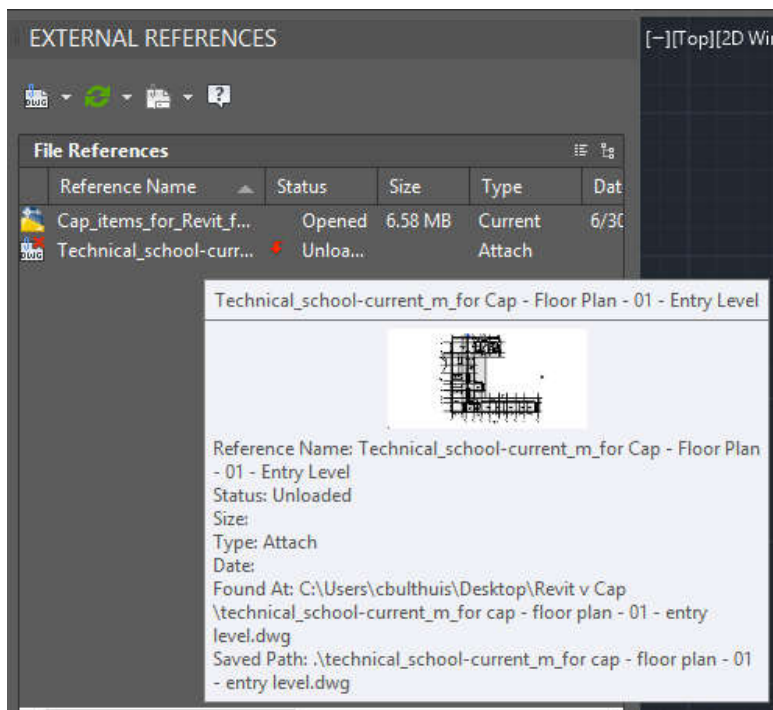 EXTERNAL REFERENCES
[−][Top][2D Wi
DWG
File References
Reference Name Status Size Type Dat
Cap_items_for_Revit_f... Opened 6.58 MB Current 6/30
DWG Technical_school-curr... Unloa... Attach
Technical_school-current_m_for Cap - Floor Plan - 01 - Entry Level
Reference Name: Technical_school-current_m_for Cap - Floor Plan
- 01 - Entry Level
Status: Unloaded
Size:
Type: Attach
Date:
Found At: C:\Users\cbulthuis\Desktop\Revit v Cap
\technical_school-current_m_for cap - floor plan - 01 - entry
level.dwg
Saved Path: .\technical_school-current_m_for cap - floor plan - 01
- entry level.dwg